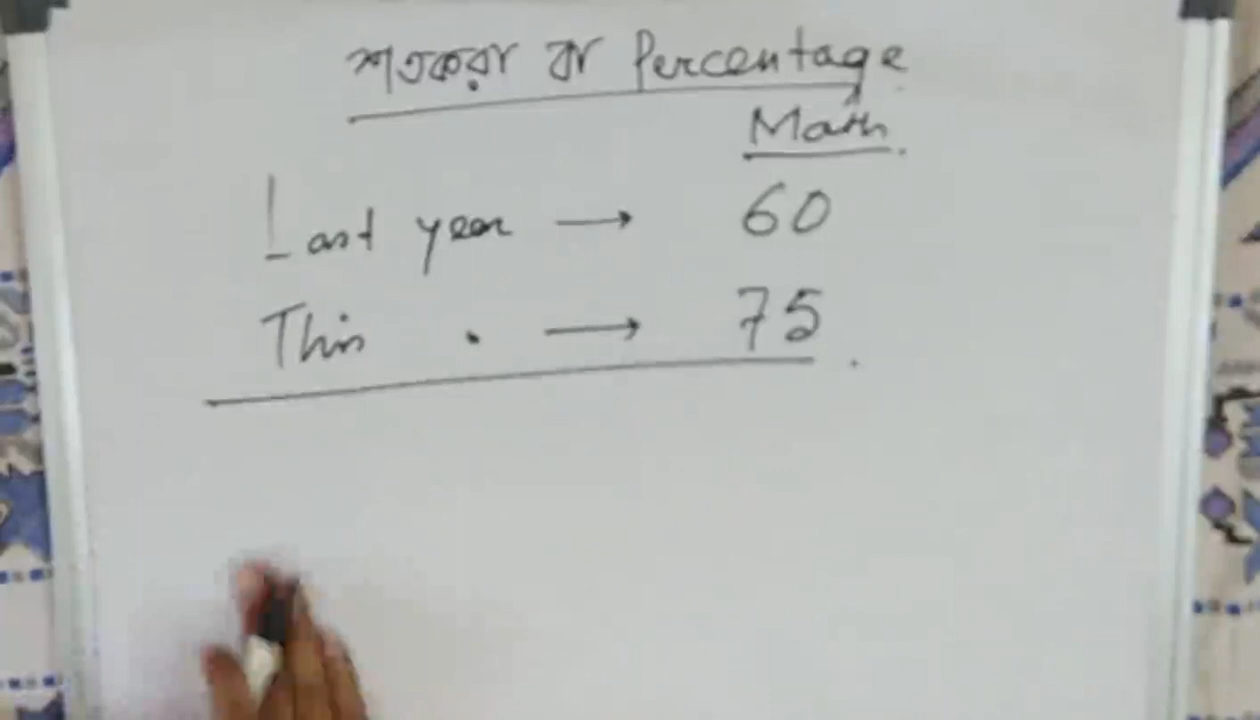 শতকরা বা Percentage
Math.
Last year → 60
This . → 75.